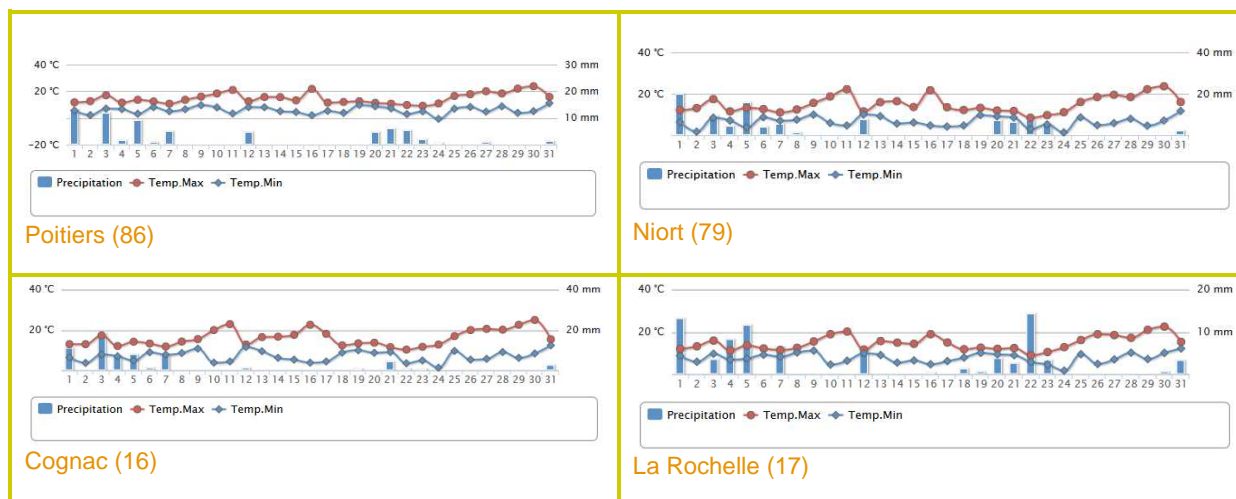 40 °C 30 mm
20 °C 20 mm
10 mm
-20 °C
1 2 3 4 5 6 7 8 9 10 11 12 13 14 15 16 17 18 19 20 21 22 23 24 25 26 27 28 29 30 31
Precipitation Temp.Max Temp.Min
Poitiers (86)
40 °C 40 mm
20 °C 20 mm
1 2 3 4 5 6 7 8 9 10 11 12 13 14 15 16 17 18 19 20 21 22 23 24 25 26 27 28 29 30 31
Precipitation Temp.Max Temp.Min
Niort (79)
40 °C 40 mm
20 °C 20 mm
1 2 3 4 5 6 7 8 9 10 11 12 13 14 15 16 17 18 19 20 21 22 23 24 25 26 27 28 29 30 31
Precipitation Temp.Max Temp.Min
Cognac (16)
40 °C 20 mm
20 °C 10 mm
1 2 3 4 5 6 7 8 9 10 11 12 13 14 15 16 17 18 19 20 21 22 23 24 25 26 27 28 29 30 31
Precipitation Temp.Max Temp.Min
La Rochelle (17)